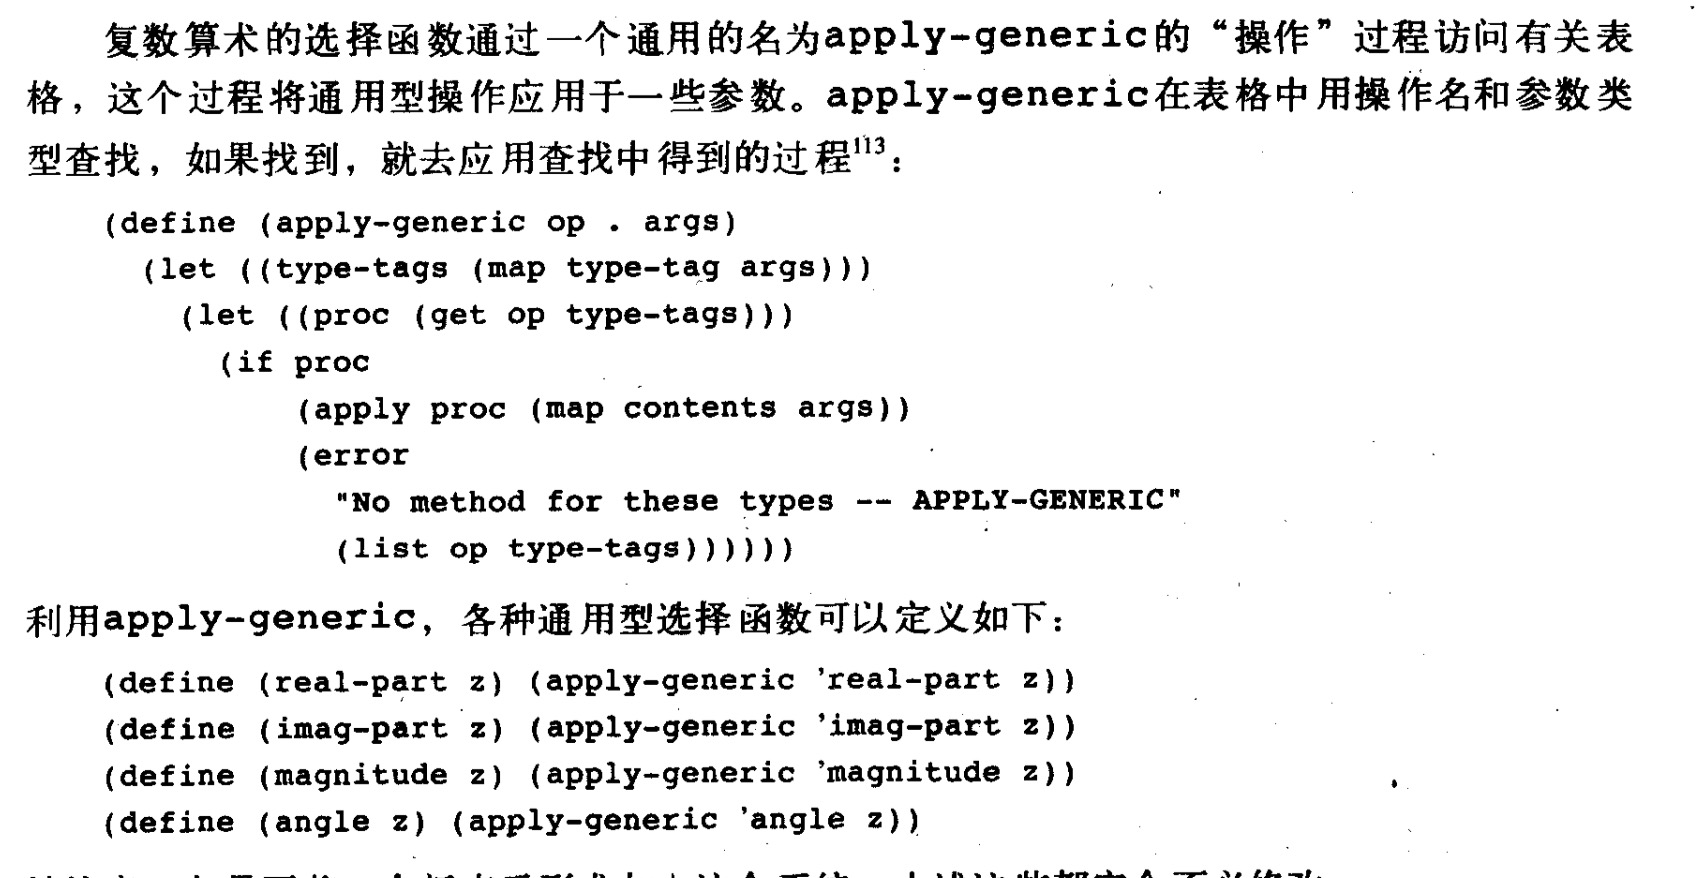 复数算术的选择函数通过一个通用的名为apply-generic的“操作”过程访问有关表
格，这个过程将通用型操作应用于一些参数。apply-generic在表格中用操作名和参数类
型查找，如果找到，就去应用查找中得到的过程113：
(define (apply-generic op . args)
(let ((type-tags (map type-tag args)))
(let ((proc (get op type-tags)))
(if proc
(apply proc (map contents args))
(error
"No method for these types -- APPLY-GENERIC"
(list op type-tags))))))
利用apply-generic，各种通用型选择函数可以定义如下：
(define (real-part z) (apply-generic 'real-part z))
(define (imag-part z) (apply-generic 'imag-part z))
(define (magnitude z) (apply-generic 'magnitude z))
(define (angle z) (apply-generic 'angle z))